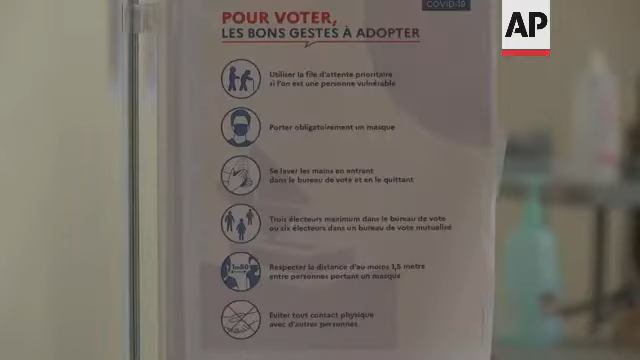 COVID-19
AP
POUR VOTER,
LES BONS GESTES À ADOPTER
Utiliser la file d'attente prioritaire
si l'on est une personne vulnérable
Porter obligatoirement un masque
Se laver les mains en entrant
dans le bureau de vote et en le quittant
Trois électeurs maximum dans le bureau de vote
ou six électeurs dans un bureau de vote mutualisé
1m50
Respecter la distance d'au moins 1,5 metre
entre personnes portant un masque
Éviter tout contact physique
avec d'autres personnes